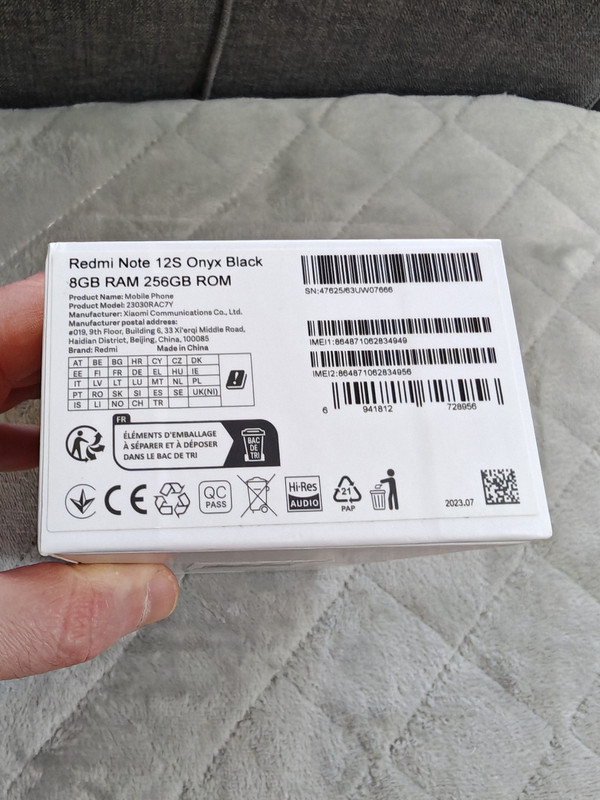 Redmi Note 12S Onyx Black
8GB RAM 256GB ROM
Product Name: Mobile Phone
Product Model: 23030RAC7Y
Manufacturer: Xiaomi Communications Co., Ltd.
Manufacturer postal address:
#019, 9th Floor, Building 6, 33 Xi'erqi Middle Road,
Haidian District, Beijing, China, 100085
Brand: Redmi Made in China
AT BE BG HR CY CZ DK
EE FI FR DE EL HU IE
IT LV LT LU MT NL PL
PT RO SK SI ES SE UK(NI)
IS LI NO CH TR
SN:47625/63UW07666
IMEI1:864871062834949
IMEI2:864871062834956
6 941812 728956
FR
ÉLÉMENTS D'EMBALLAGE
À SÉPARER ET À DÉPOSER
DANS LE BAC DE TRI
BAC
DE
TRI
CE
QC
PASS
Hi-Res
AUDIO
21
PAP
2023.07